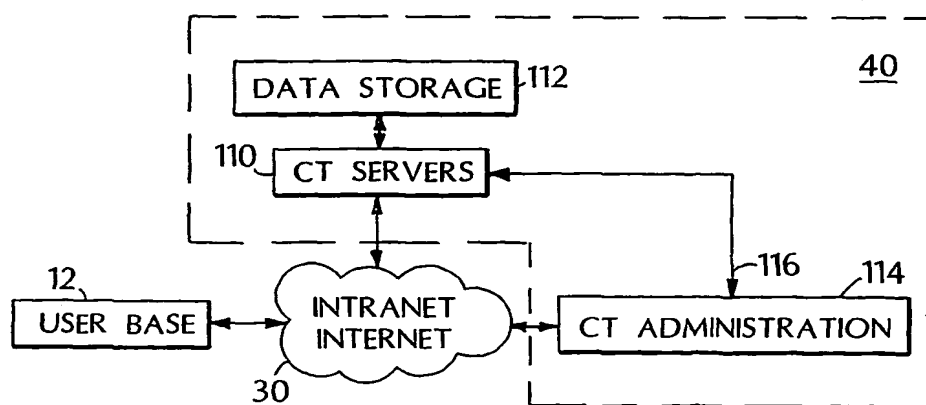 DATA STORAGE
112
40
110
CT SERVERS
116
114
12
USER BASE
INTRANET
INTERNET
CT ADMINISTRATION
30